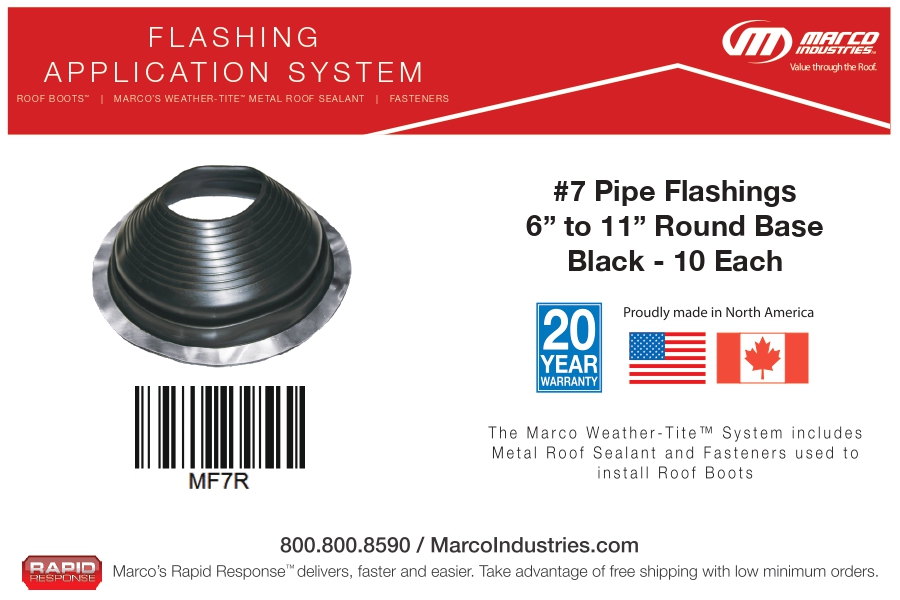 FLASHING
APPLICATION SYSTEM
ROOF BOOTS™ | MARCO'S WEATHER-TITE™ METAL ROOF SEALANT | FASTENERS
MARCO
INDUSTRIES™
Value through the Roof.
#7 Pipe Flashings
6” to 11” Round Base
Black - 10 Each
20
YEAR
WARRANTY
Proudly made in North America
MF7R
The Marco Weather-Tite™ System includes
Metal Roof Sealant and Fasteners used to
install Roof Boots
800.800.8590 / MarcoIndustries.com
RAPID
RESPONSE
Marco's Rapid Response™ delivers, faster and easier. Take advantage of free shipping with low minimum orders.